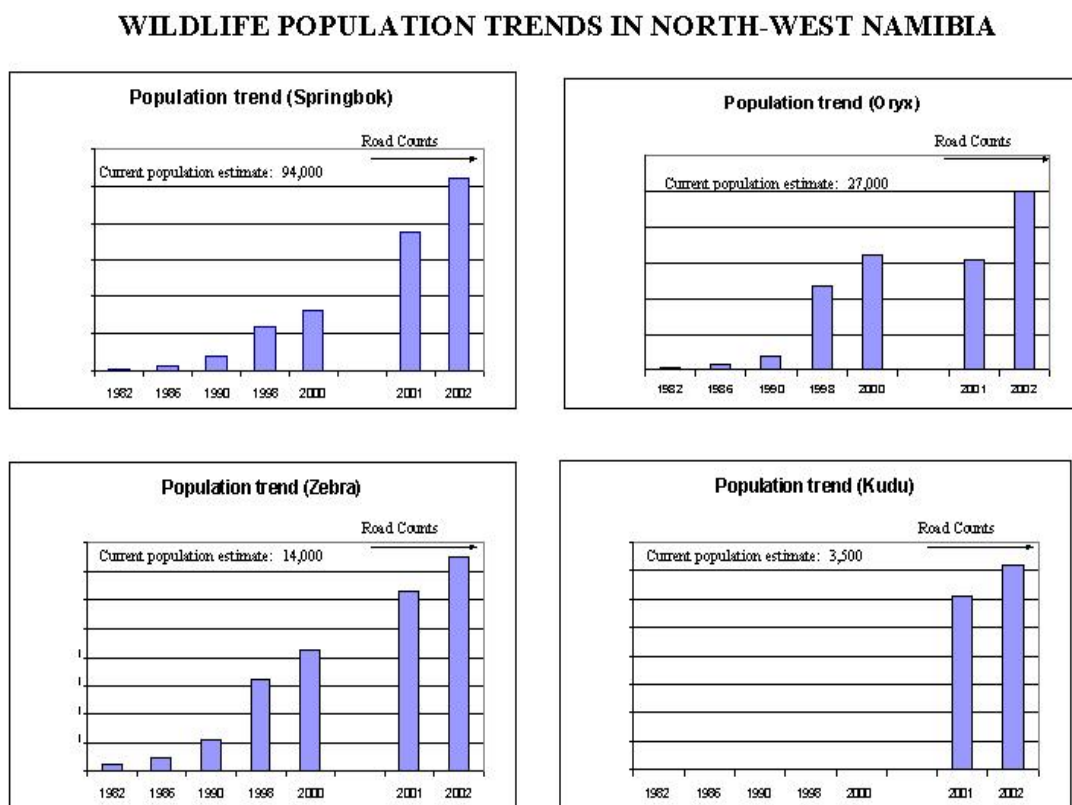 WILDLIFE POPULATION TRENDS IN NORTH-WEST NAMIBIA
Population trend (Springbok)
Road Counts
Current population estimate: 94,000
1982 1986 1990 1998 2000 2001 2002
Population trend (Oryx)
Road Counts
Current population estimate: 27,000
1982 1986 1990 1998 2000 2001 2002
Population trend (Zebra)
Road Counts
Current population estimate: 14,000
1982 1986 1990 1998 2000 2001 2002
Population trend (Kudu)
Road Counts
Current population estimate: 3,500
1982 1986 1990 1998 2000 2001 2002